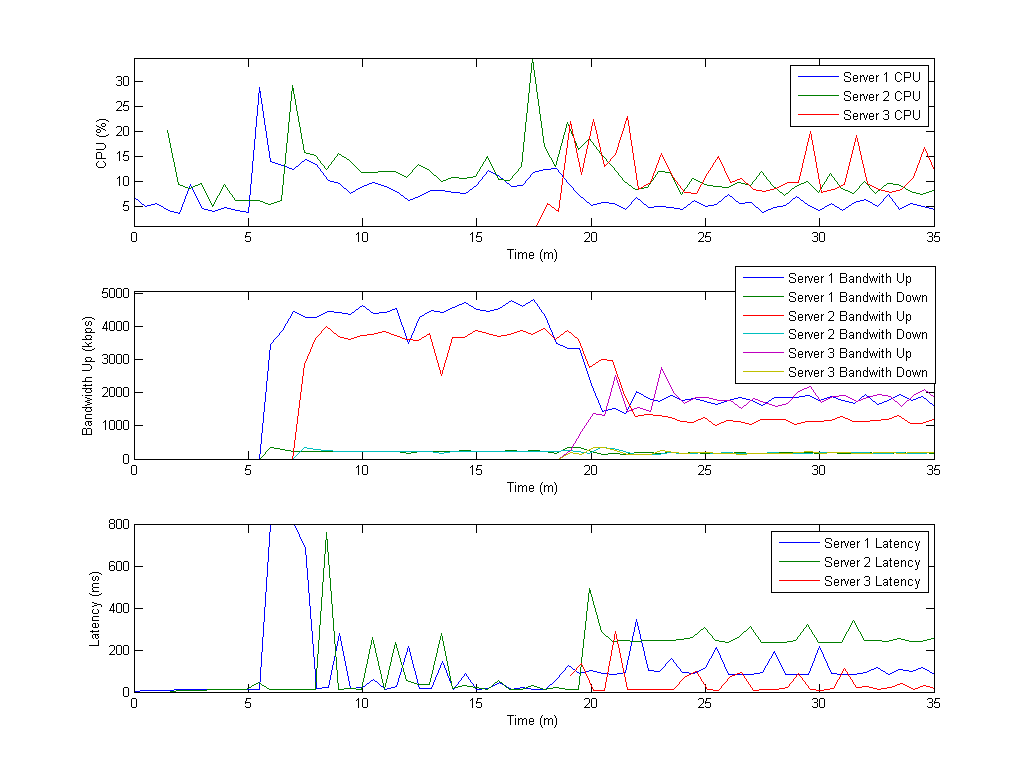 30
25
20
15
10
5
CPU (%)
Server 1 CPU
Server 2 CPU
Server 3 CPU
0 5 10 15 20 25 30 35
Time (m)
5000
4000
3000
2000
1000
0
Bandwidth Up (kbps)
Server 1 Bandwith Up
Server 1 Bandwith Down
Server 2 Bandwith Up
Server 2 Bandwith Down
Server 3 Bandwith Up
Server 3 Bandwith Down
0 5 10 15 20 25 30 35
Time (m)
800
600
400
200
0
Latency (ms)
Server 1 Latency
Server 2 Latency
Server 3 Latency
0 5 10 15 20 25 30 35
Time (m)